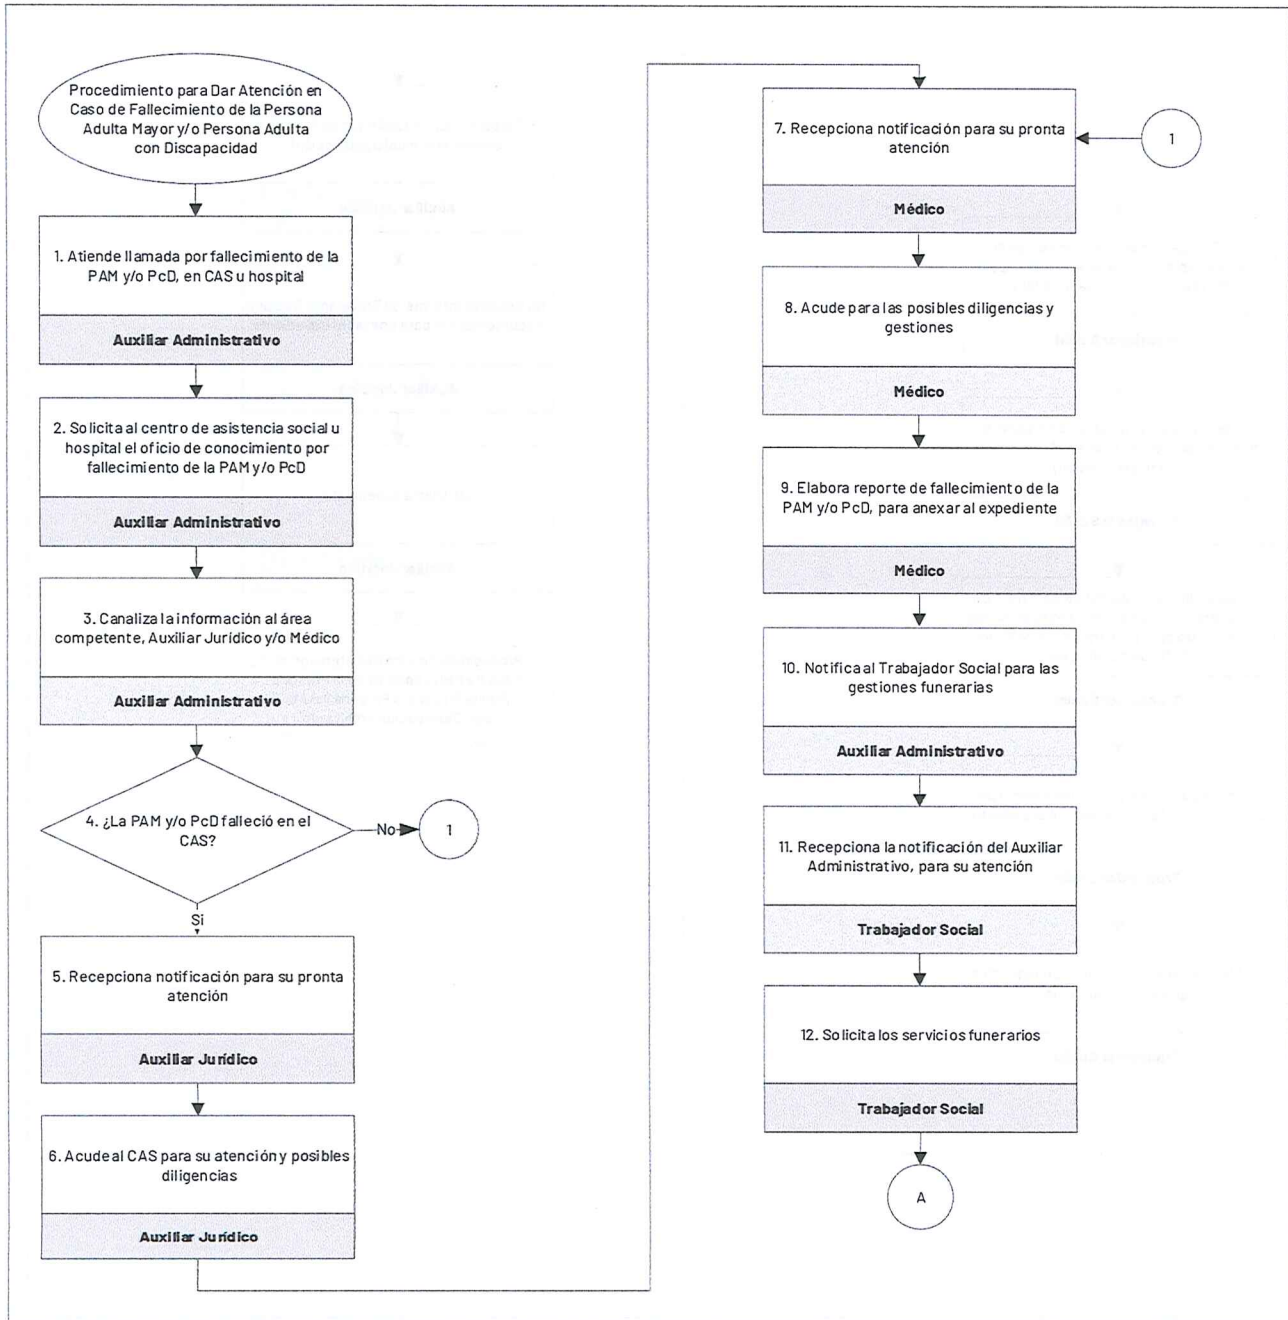 Procedimiento para Dar Atención en
Caso de Fallecimiento de la Persona
Adulta Mayor y/o Persona Adulta
con Discapacidad
1. Atiende llamada por fallecimiento de la
PAM y/o PcD, en CAS u hospital
Auxiliar Administrativo
2. Solicita al centro de asistencia social u
hospital el oficio de conocimiento por
fallecimiento de la PAM y/o PcD
Auxiliar Administrativo
3. Canaliza la información al área
competente, Auxiliar Jurídico y/o Médico
Auxiliar Administrativo
4. ¿La PAM y/o PcD falleció en el
CAS?
No
1
Si
5. Recepciona notificación para su pronta
atención
Auxiliar Jurídico
6. Acude al CAS para su atención y posibles
diligencias
Auxiliar Jurídico
7. Recepciona notificación para su pronta
atención
1
Médico
8. Acude para las posibles diligencias y
gestiones
Médico
9. Elabora reporte de fallecimiento de la
PAM y/o PcD, para anexar al expediente
Médico
10. Notifica al Trabajador Social para las
gestiones funerarias
Auxiliar Administrativo
11. Recepciona la notificación del Auxiliar
Administrativo, para su atención
Trabajador Social
12. Solicita los servicios funerarios
Trabajador Social
A